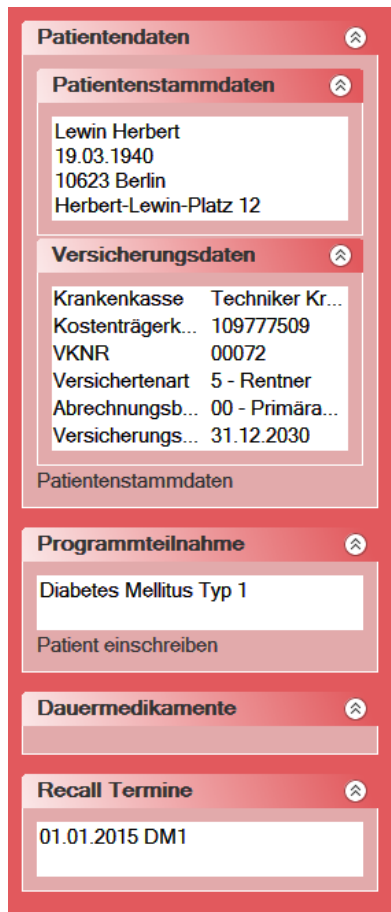 Patientendaten
Patientenstammdaten
Lewin Herbert
19.03.1940
10623 Berlin
Herbert-Lewin-Platz 12
Versicherungsdaten
Krankenkasse Techniker Kr...
Kostenträgerk... 109777509
VKNR 00072
Versichertenart 5 - Rentner
Abrechnungsb... 00 - Primära...
Versicherungs... 31.12.2030
Patientenstammdaten
Programmteilnahme
Diabetes Mellitus Typ 1
Patient einschreiben
Dauermedikamente
Recall Termine
01.01.2015 DM1